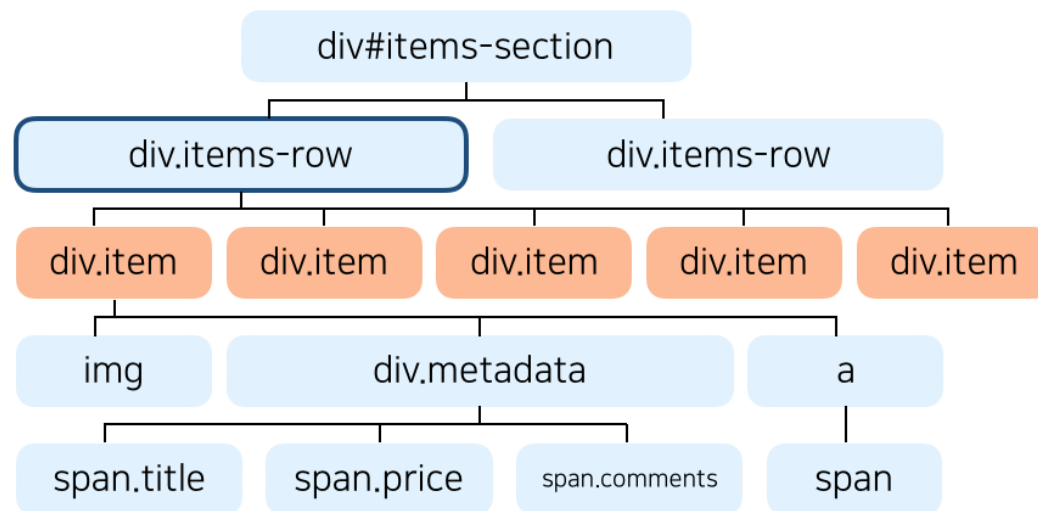 div#items-section
div.items-row div.items-row
div.item div.item div.item div.item div.item
img div.metadata a
span.title span.price span.comments span